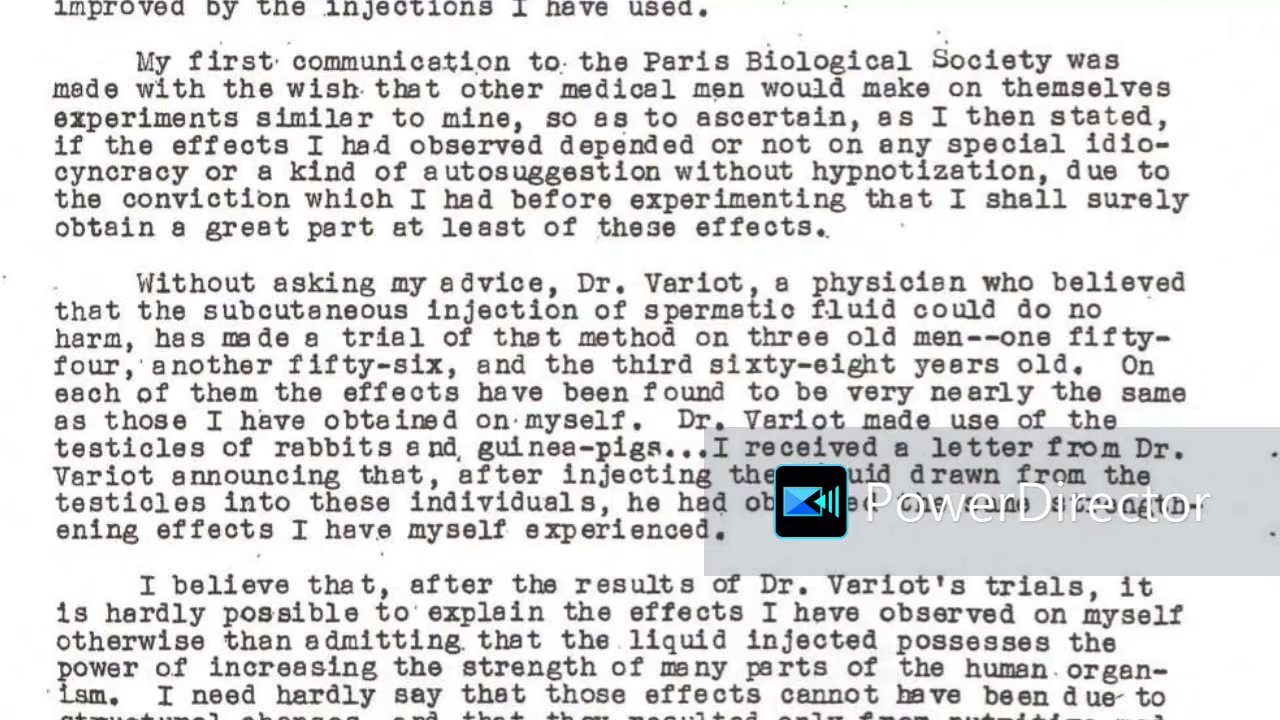 improved by the injections I have used.
My first communication to the Paris Biological Society was
made with the wish that other medical men would make on themselves
experiments similar to mine, so as to ascertain, as I then stated,
if the effects I had observed depended or not on any special idio-
cyncracy or a kind of autosuggestion without hypnotization, due to
the conviction which I had before experimenting that I shall surely
obtain a great part at least of these effects.
Without asking my advice, Dr. Variot, a physician who believed
that the subcutaneous injection of spermatic fluid could do no
harm, has made a trial of that method on three old men--one fifty-
four, another fifty-six, and the third sixty-eight years old. On
each of them the effects have been found to be very nearly the same
as those I have obtained on myself. Dr. Variot made use of the
testicles of rabbits and guinea-pigs...I received a letter from Dr.
Variot announcing that, after injecting the drawn from the
testicles into these individuals, he had the same strength-
ening effects I have myself experienced.
PowerDirector
I believe that, after the results of Dr. Variot's trials, it
is hardly possible to explain the effects I have observed on myself
otherwise than admitting that the liquid injected possesses the
power of increasing the strength of many parts of the human organ-
ism. I need hardly say that those effects cannot have been due to